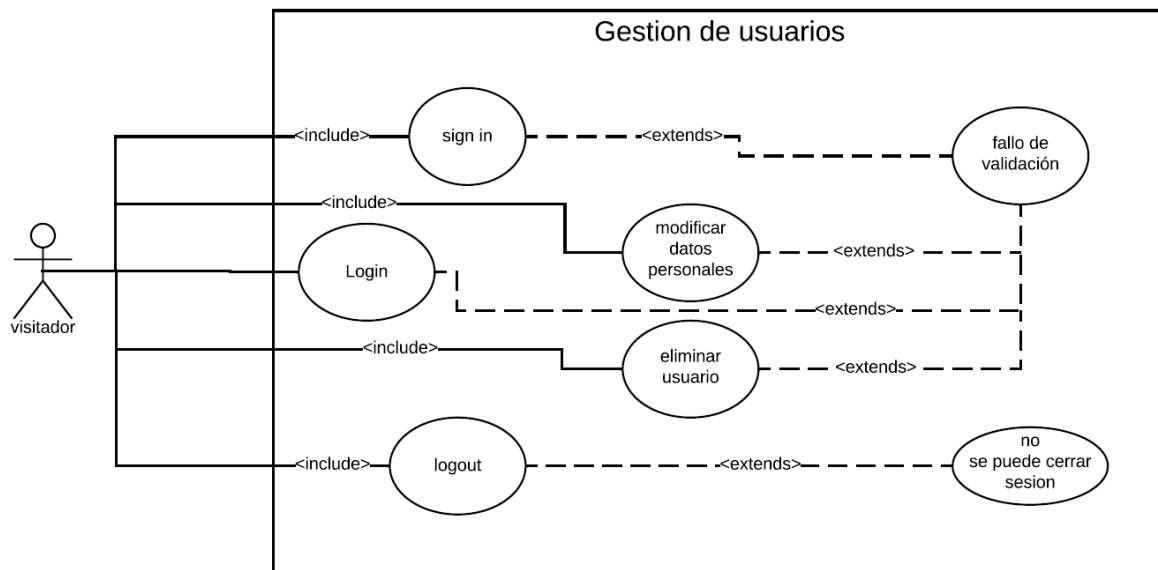 Gestion de usuarios
<include>
sign in
<extends>
fallo de
validación
<include>
modificar
datos
personales
<extends>
Login
<extends>
visitador
<include>
eliminar
usuario
<extends>
<include>
logout
<extends>
no
se puede cerrar
sesion